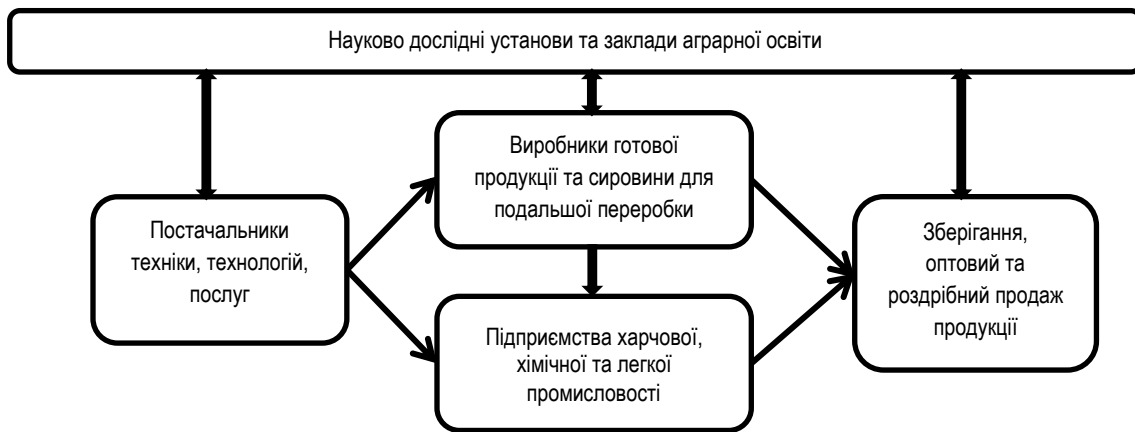 Науково дослідні установи та заклади аграрної освіти
Виробники готової
продукції та сировини для
подальшої переробки
Постачальники
техніки, технологій,
послуг
Зберігання,
оптовий та
роздрібний продаж
продукції
Підприємства харчової,
хімічної та легкої
промисловості